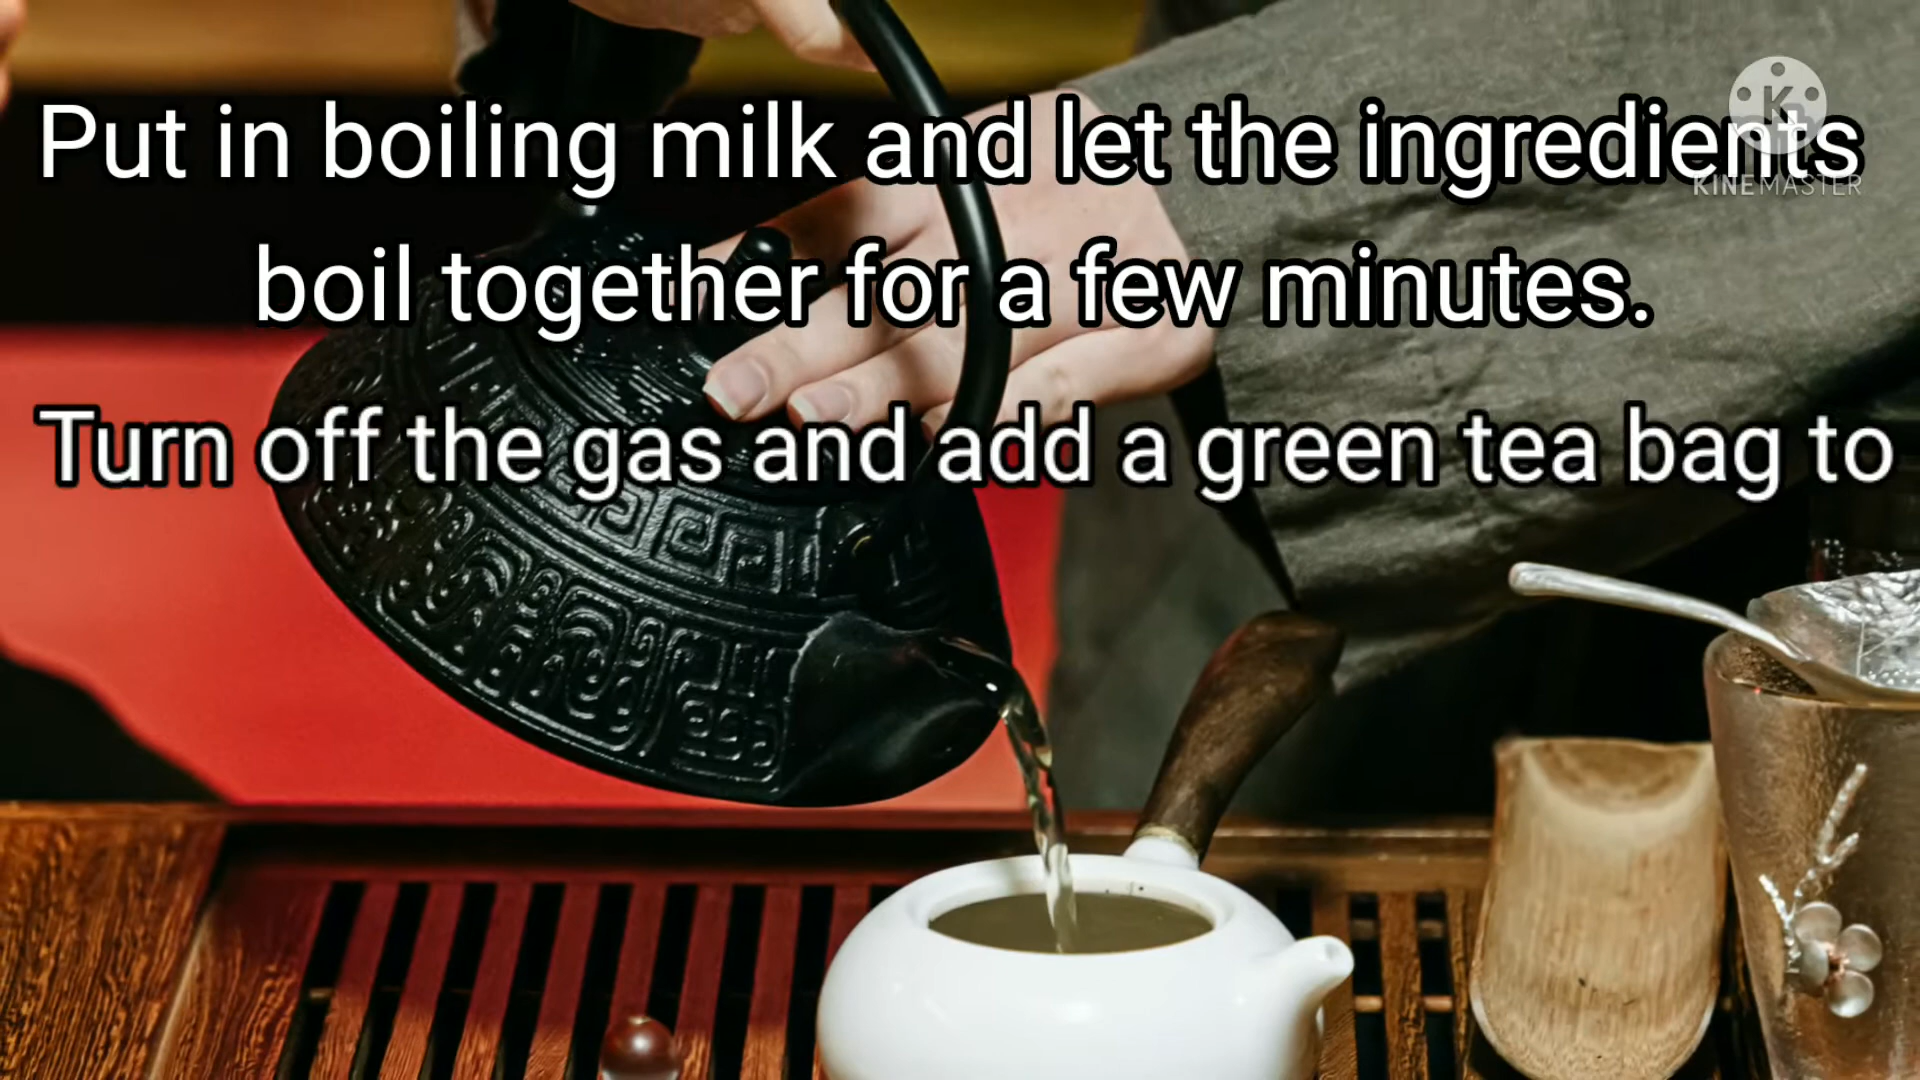 Put in boiling milk and let the ingredients
boil together for a few minutes.
Turn off the gas and add a green tea bag to
KINEMASTER